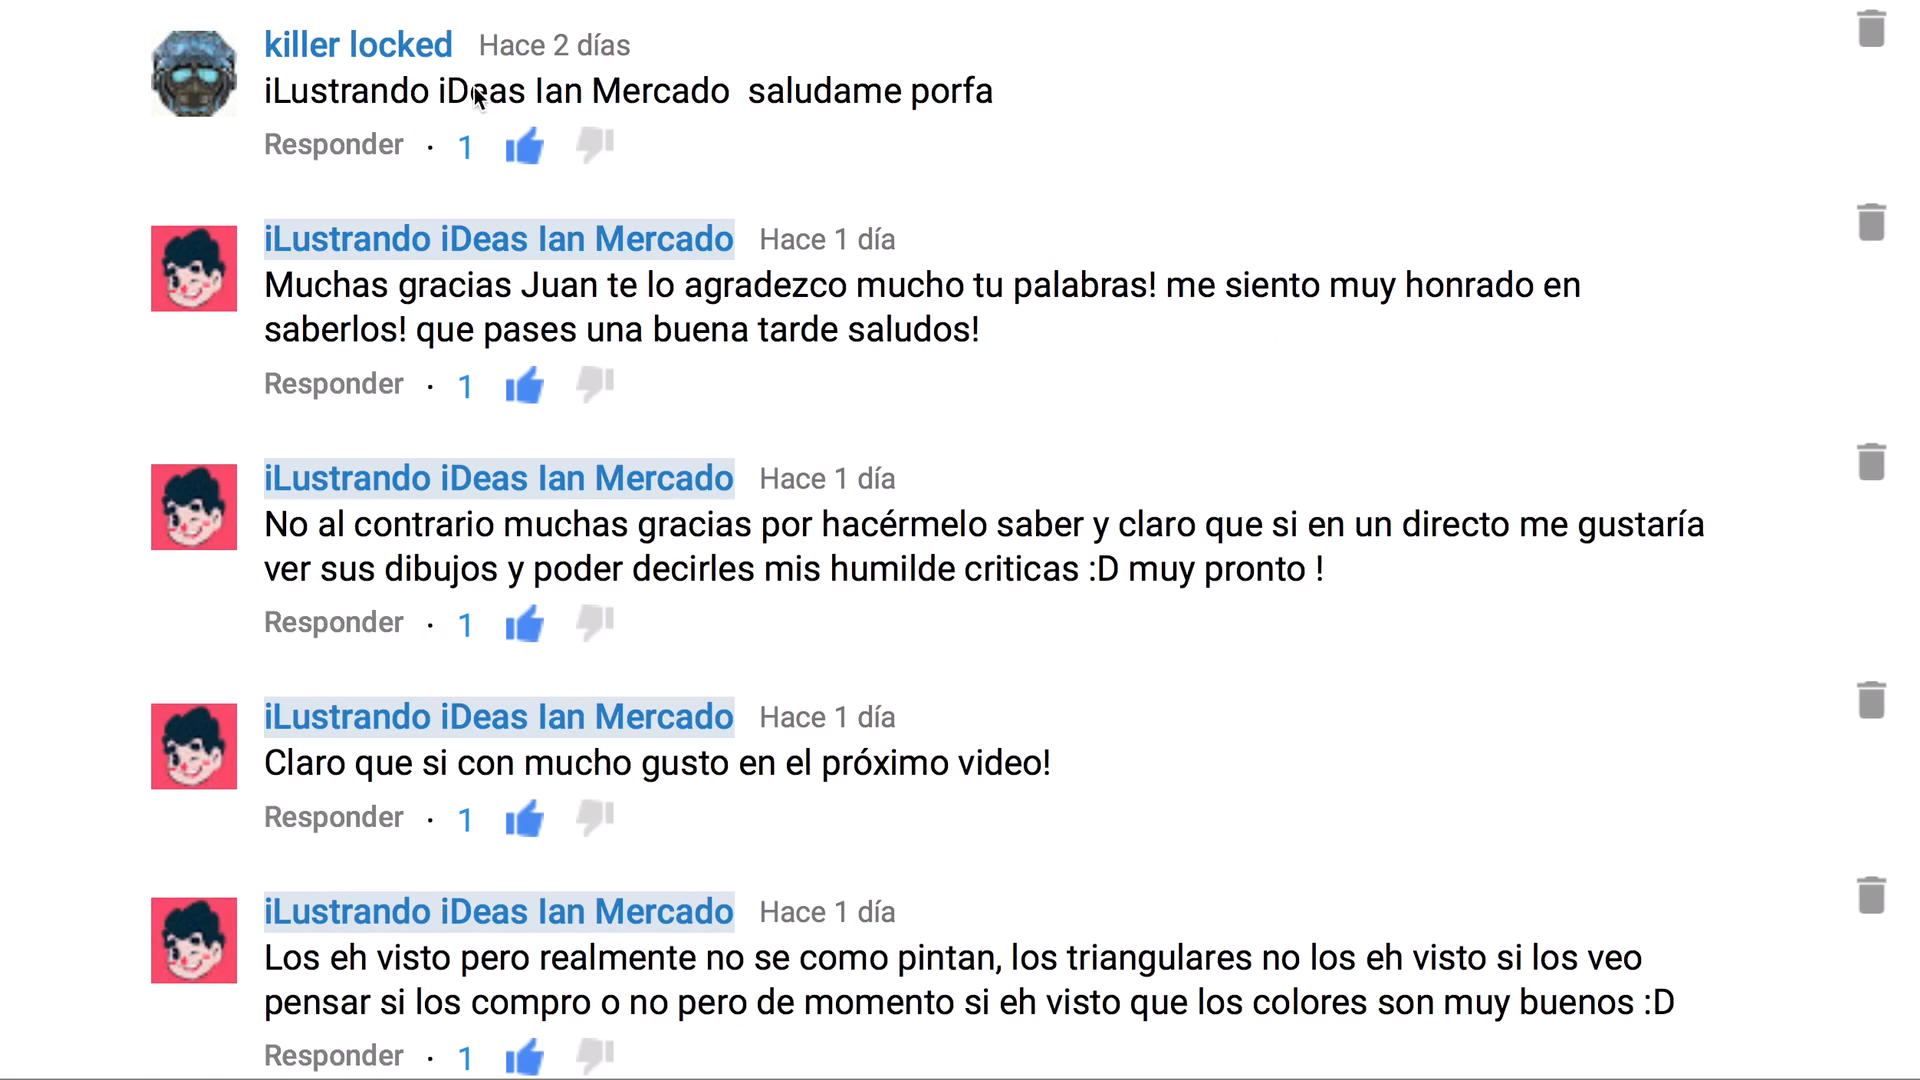 killer locked Hace 2 días
iLustrando iDeas Ian Mercado saludame porfa
Responder · 1
iLustrando iDeas Ian Mercado Hace 1 día
Muchas gracias Juan te lo agradezco mucho tu palabras! me siento muy honrado en
saberlos! que pases una buena tarde saludos!
Responder · 1
iLustrando iDeas Ian Mercado Hace 1 día
No al contrario muchas gracias por hacérmelo saber y claro que si en un directo me gustaría
ver sus dibujos y poder decirles mis humilde criticas :D muy pronto !
Responder · 1
iLustrando iDeas Ian Mercado Hace 1 día
Claro que si con mucho gusto en el próximo video!
Responder · 1
iLustrando iDeas Ian Mercado Hace 1 día
Los eh visto pero realmente no se como pintan, los triangulares no los eh visto si los veo
pensar si los compro o no pero de momento si eh visto que los colores son muy buenos :D
Responder · 1